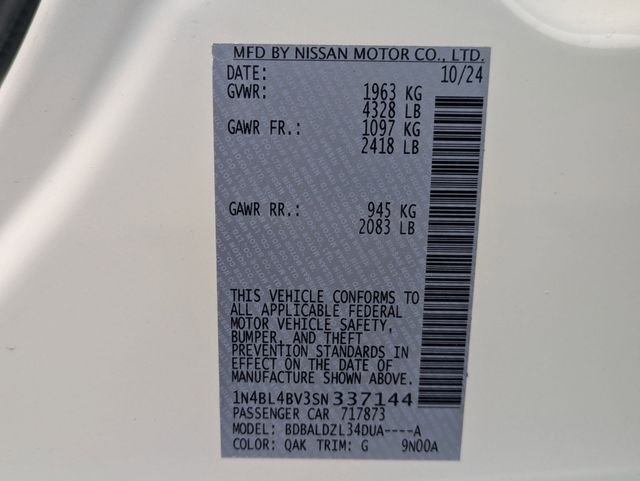 MFD BY NISSAN MOTOR CO., LTD.
DATE: 10/24
GVWR: 1963 KG
4328 LB
GAWR FR.: 1097 KG
2418 LB
GAWR RR.: 945 KG
2083 LB
THIS VEHICLE CONFORMS TO
ALL APPLICABLE FEDERAL
MOTOR VEHICLE SAFETY,
BUMPER, AND THEFT
PREVENTION STANDARDS IN
EFFECT ON THE DATE OF
MANUFACTURE SHOWN ABOVE.
1N4BL4BV3SN337144
PASSENGER CAR 717873
MODEL: BDBALDZL34DUA----A
COLOR: QAK TRIM: G 9N00A